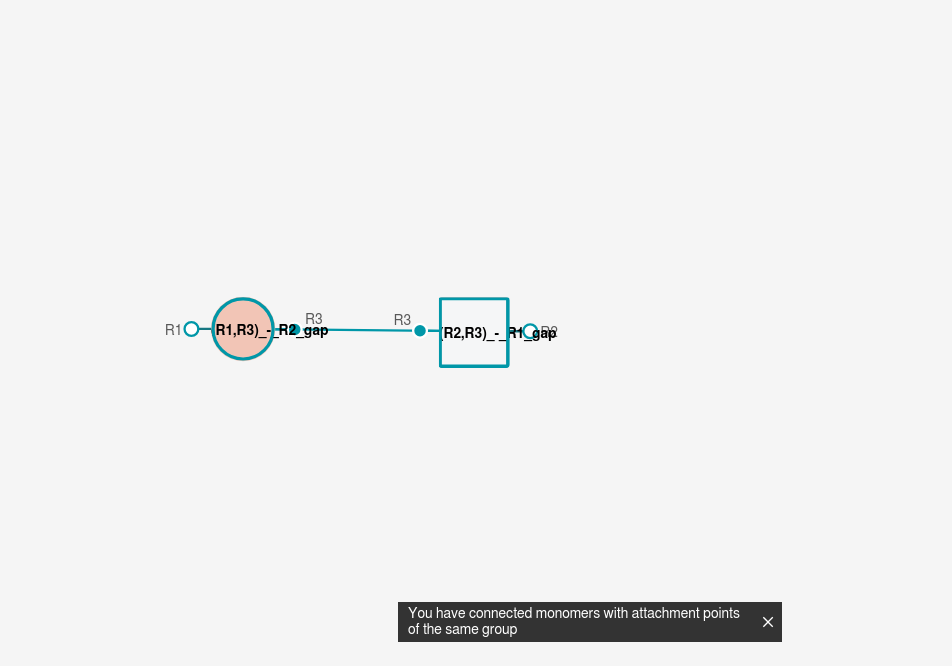 R3
R3
R1
R1,R3)_-_R2_gap
(R2,R3)_-_R1_gap
R2
You have connected monomers with attachment points
of the same group